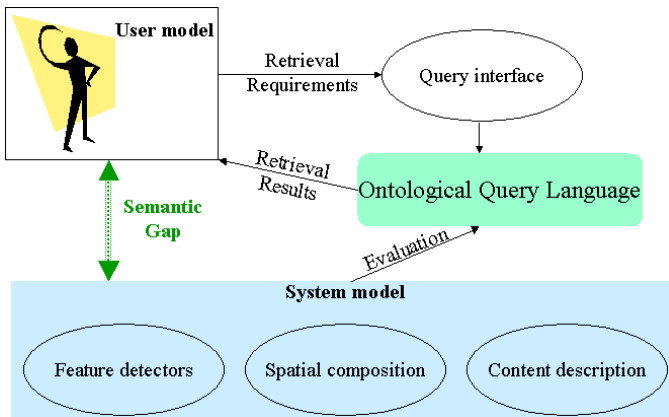 User model
Retrieval
Requirements
Query interface
Retrieval
Results
Ontological Query Language
Semantic
Gap
Evaluation
System model
Feature detectors
Spatial composition
Content description